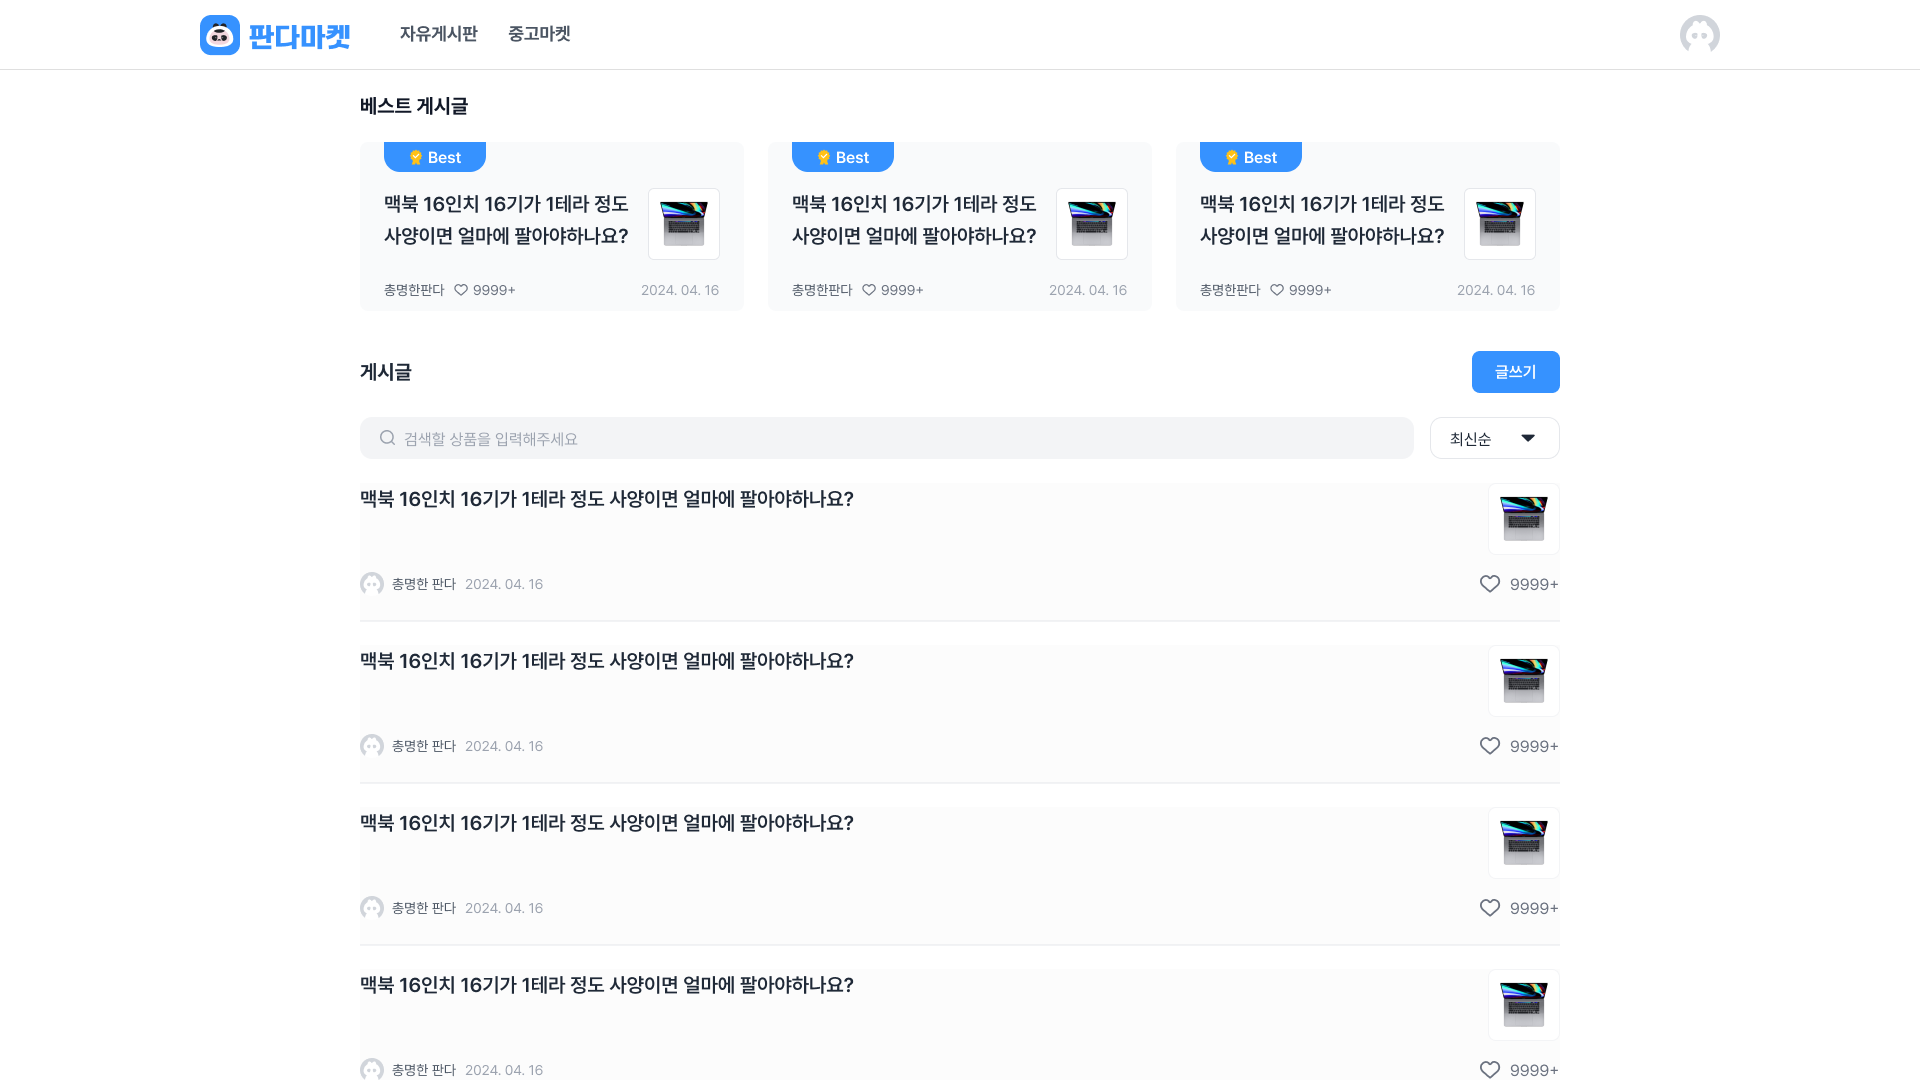 판다마켓
자유게시판
중고마켓
베스트 게시글
Best
맥북 16인치 16기가 1테라 정도
사양이면 얼마에 팔아야하나요?
총명한판다 9999+ 2024. 04. 16
Best
맥북 16인치 16기가 1테라 정도
사양이면 얼마에 팔아야하나요?
총명한판다 9999+ 2024. 04. 16
Best
맥북 16인치 16기가 1테라 정도
사양이면 얼마에 팔아야하나요?
총명한판다 9999+ 2024. 04. 16
게시글
글쓰기
검색할 상품을 입력해주세요
최신순
맥북 16인치 16기가 1테라 정도 사양이면 얼마에 팔아야하나요?
총명한 판다 2024. 04. 16 9999+
맥북 16인치 16기가 1테라 정도 사양이면 얼마에 팔아야하나요?
총명한 판다 2024. 04. 16 9999+
맥북 16인치 16기가 1테라 정도 사양이면 얼마에 팔아야하나요?
총명한 판다 2024. 04. 16 9999+
맥북 16인치 16기가 1테라 정도 사양이면 얼마에 팔아야하나요?
총명한 판다 2024. 04. 16 9999+